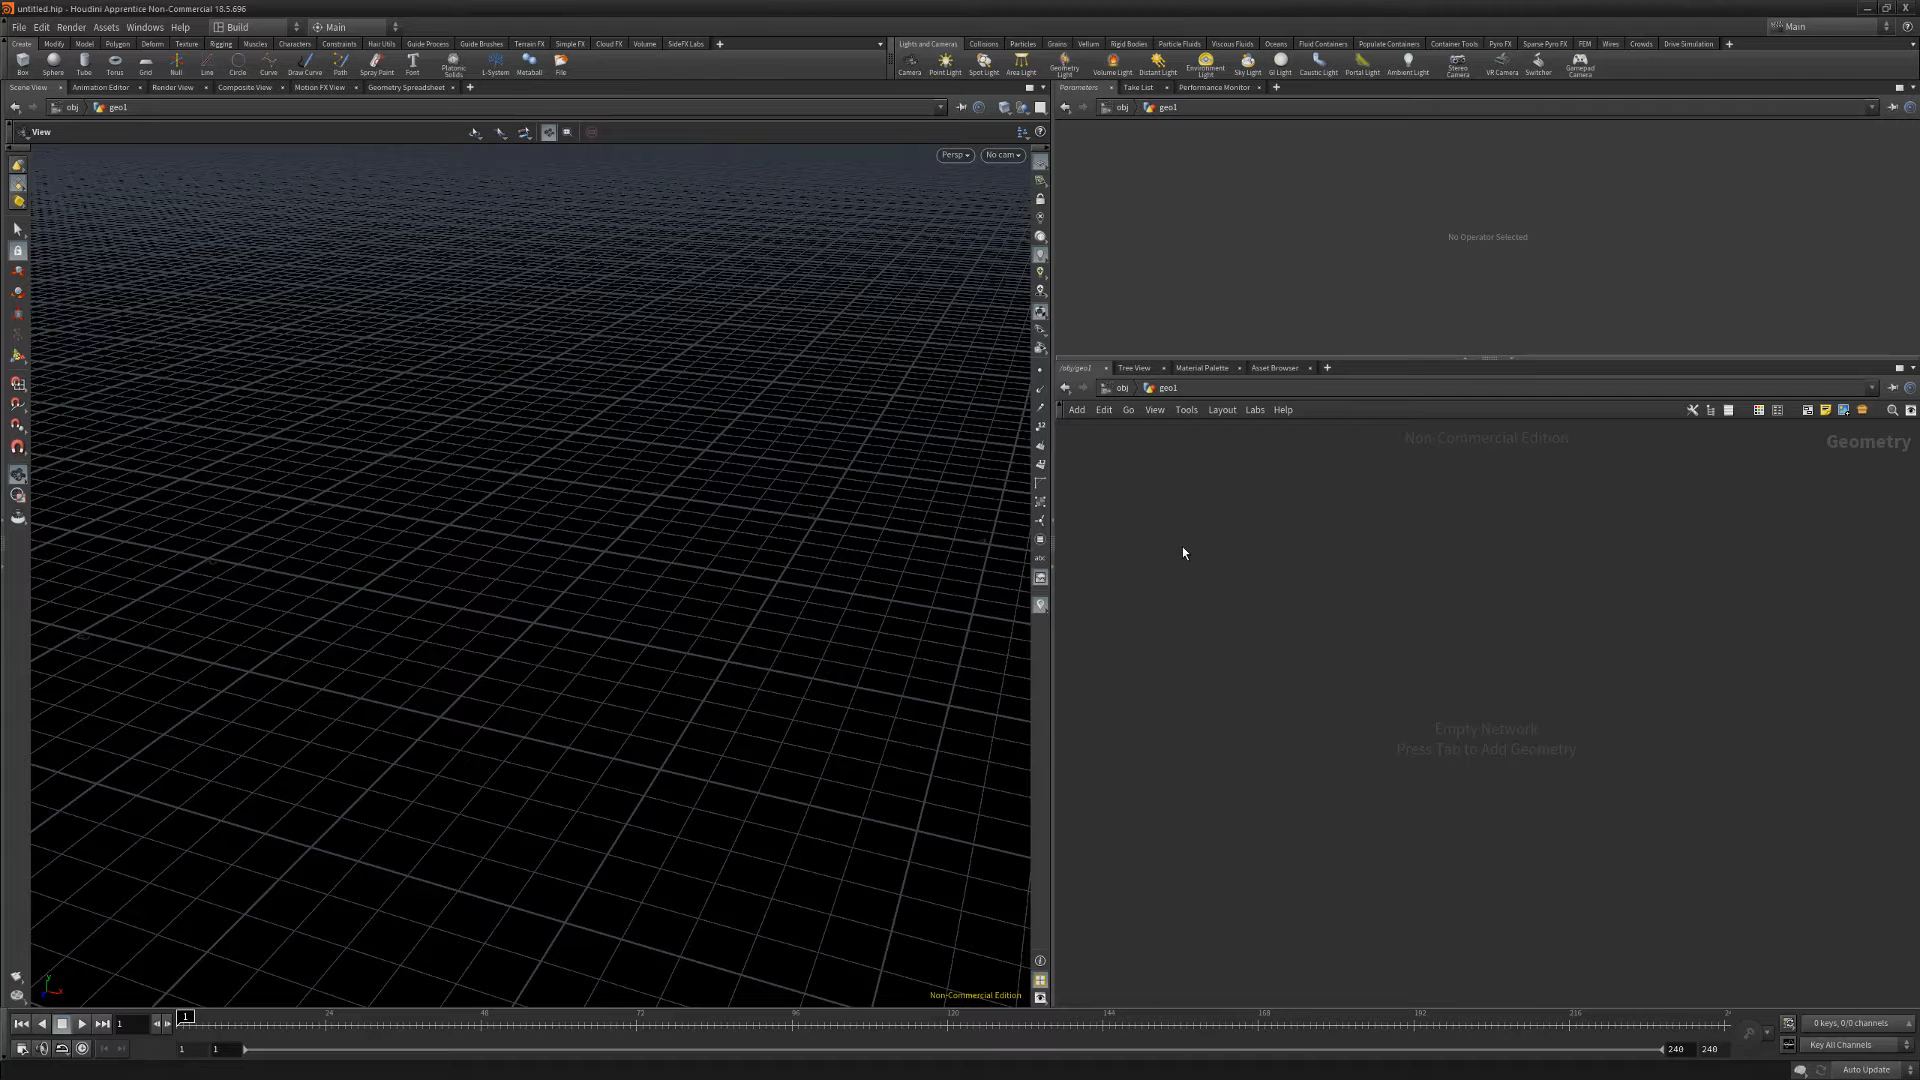 untitled.hip - Houdini Apprentice Non-Commercial 18.5.696
File Edit Render Assets Windows Help Build Main Main
Create Modify Model Polygon Deform Texture Rigging Muscles Characters Constraints Hair Utils Guide Process Guide Brushes Terrain FX Simple FX Cloud FX Volume SideFX Labs
Lights and Cameras Collisions Particles Grains Vellum Rigid Bodies Particle Fluids Viscous Fluids Oceans Fluid Containers Populate Containers Container Tools Pyro FX Sparse Pyro FX FEM Wires Crowds Drive Simulation
Box Sphere Tube Torus Grid Null Line Circle Curve Draw Curve Path Spray Paint Font Platonic Solids L-System Metaball File
Camera Point Light Spot Light Area Light Geometry Light Volume Light Distant Light Environment Light Sky Light GI Light Caustic Light Portal Light Ambient Light Stereo Camera VR Camera Switcher Gamepad Camera
Scene View Animation Editor Render View Composite View Motion FX View Geometry Spreadsheet
Parameters Take List Performance Monitor
obj geo1
obj geo1
View
Persp No cam
No Operator Selected
/obj/geo1 Tree View Material Palette Asset Browser
obj geo1
Add Edit Go View Tools Layout Labs Help
Non-Commercial Edition
Geometry
abc
Empty Network
Press Tab to Add Geometry
Non-Commercial Edition
1 1 24 48 72 96 120 144 168 192 216
0 keys, 0/0 channels
1 1 240 240
Key All Channels
Auto Update